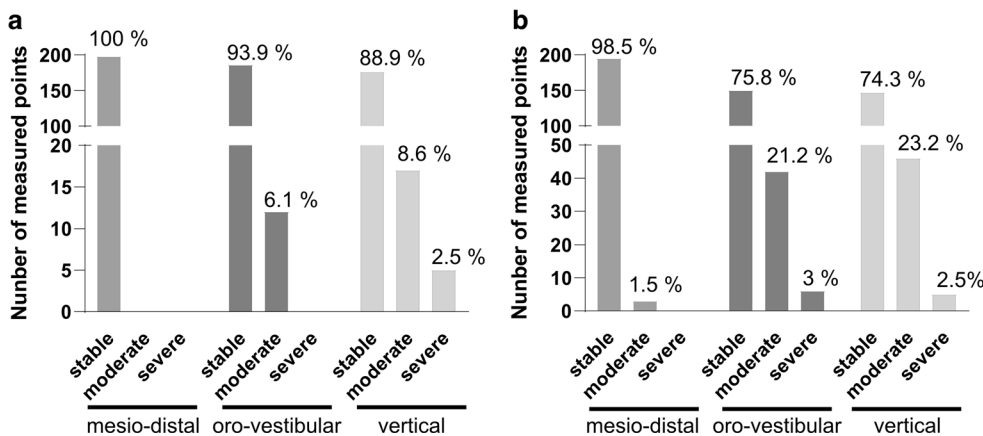 a
Nunber of measured points
200
150
100
20
15
10
5
0
100 %
93.9 %
6.1 %
88.9 %
8.6 %
2.5 %
stable
moderate
severe
stable
moderate
severe
stable
moderate
severe
mesio-distal
oro-vestibular
vertical
b
Nunber of measured points
200
150
100
50
40
30
20
10
0
98.5 %
1.5 %
75.8 %
21.2 %
3 %
74.3 %
23.2 %
2.5%
stable
moderate
severe
stable
moderate
severe
stable
moderate
severe
mesio-distal
oro-vestibular
vertical